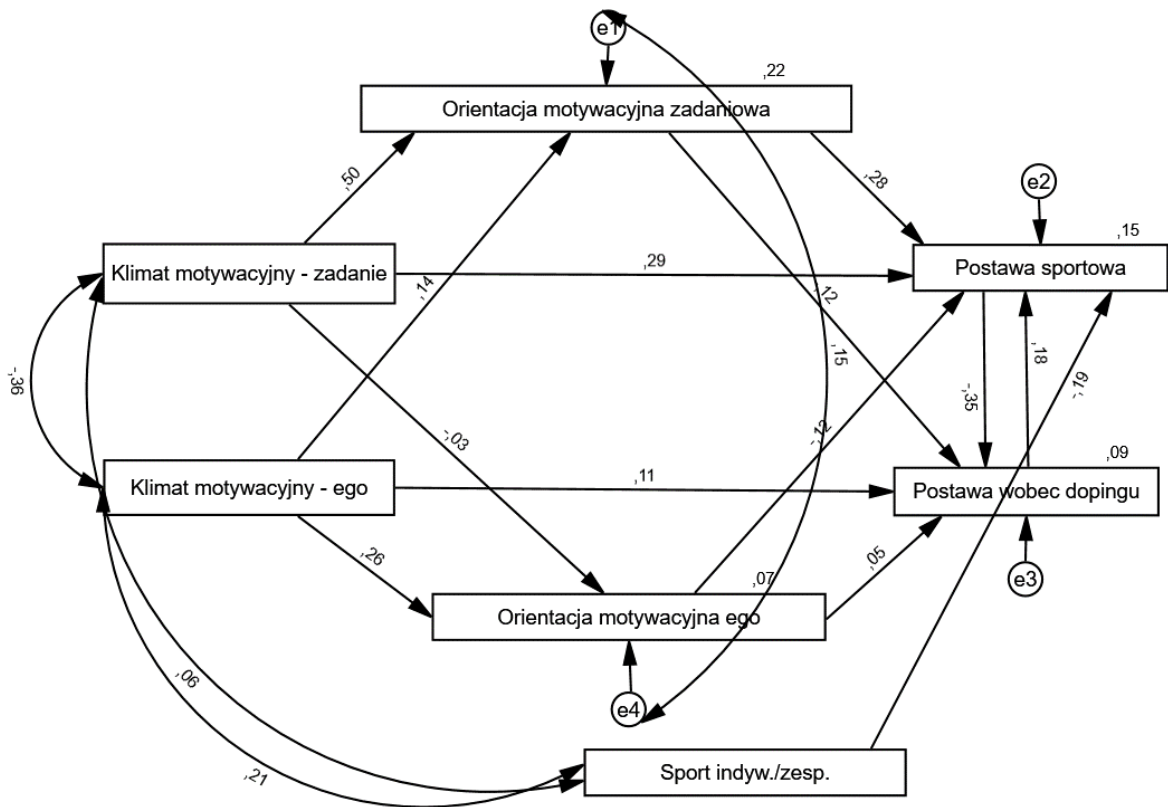 e1
,22
Orientacja motywacyjna zadaniowa
,50
,28
e2
,15
Klimat motywacyjny - zadanie
,29
Postawa sportowa
,14
-,12
,15
,18
-,36
-,35
-,19
-,03
-,12
,09
Klimat motywacyjny - ego
,11
Postawa wobec dopingu
,26
,05
,07
e3
Orientacja motywacyjna ego
,06
e4
,21
Sport indyw./zesp.